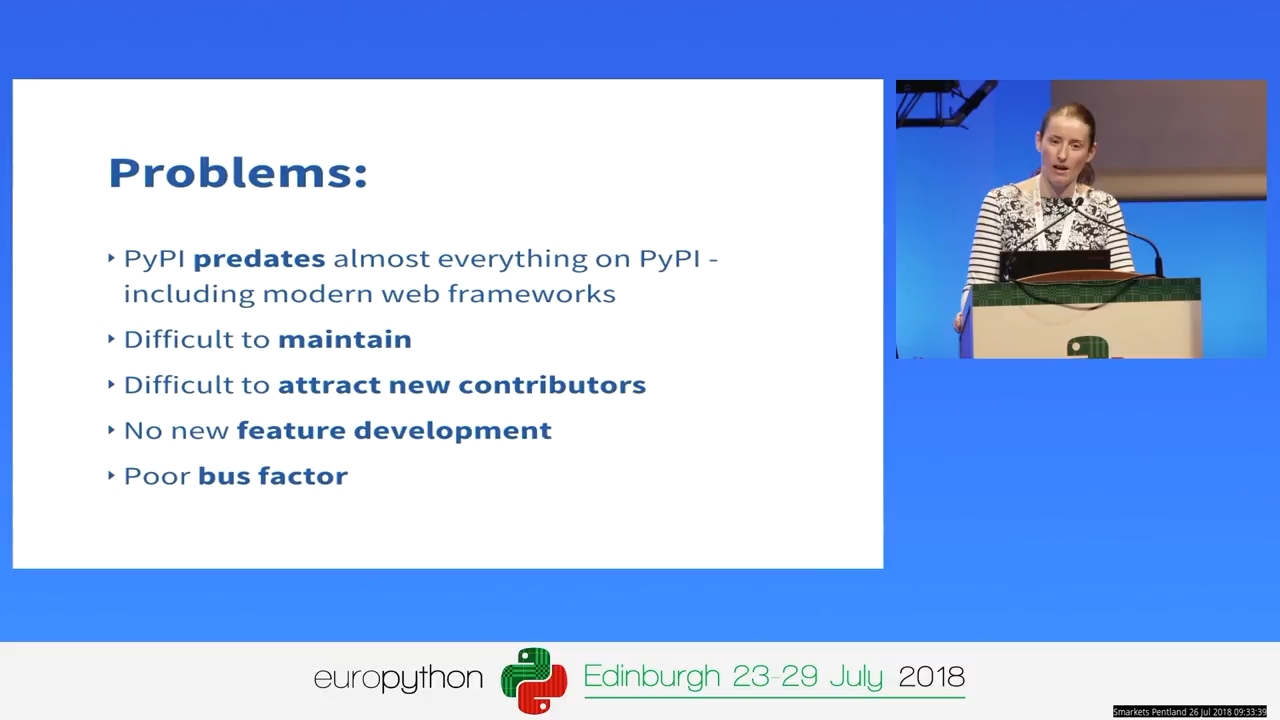 Problems:
‣ PyPI predates almost everything on PyPI -
including modern web frameworks
‣ Difficult to maintain
‣ Difficult to attract new contributors
‣ No new feature development
‣ Poor bus factor
europython Edinburgh 23-29 July 2018
Smarkets Pentland 26 Jul 2018 09:33:39